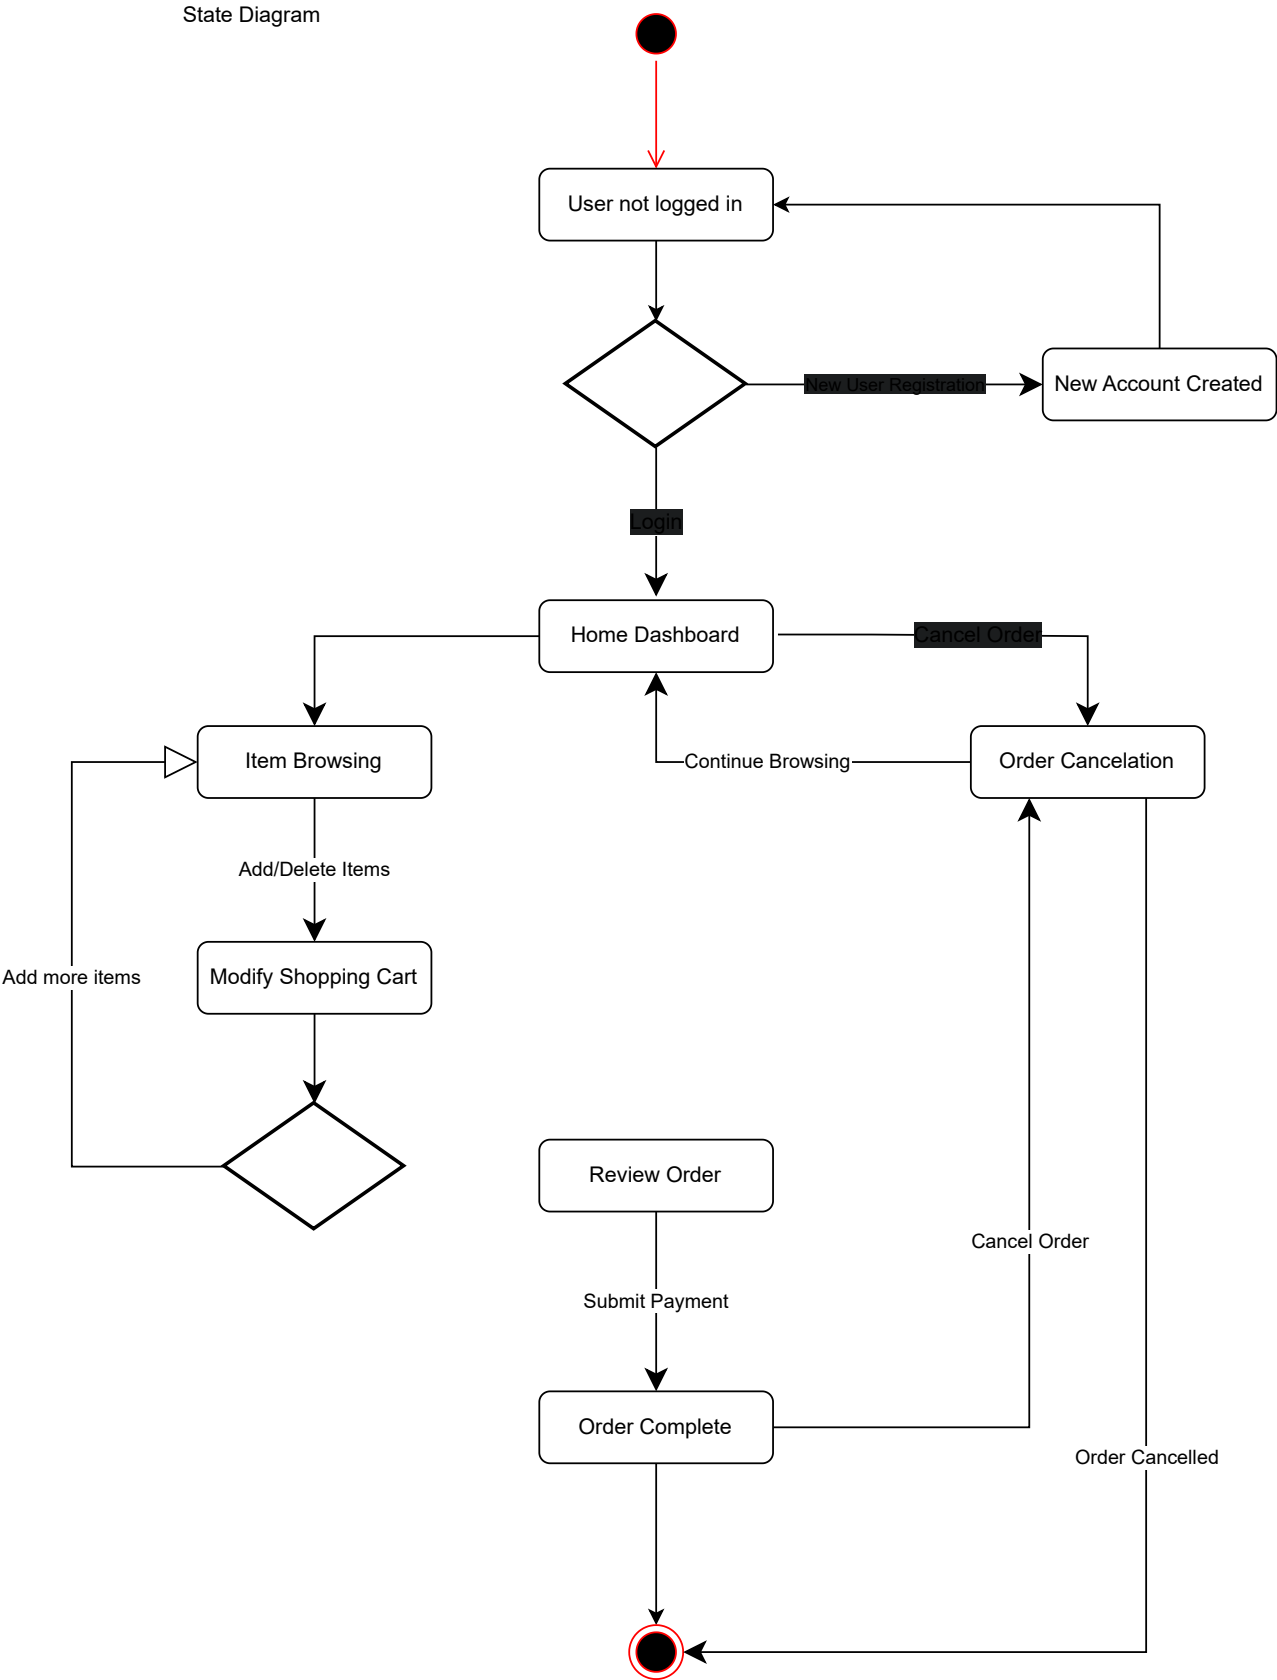 State Diagram
User not logged in
New User Registration
New Account Created
Login
Home Dashboard
Cancel Order
Item Browsing
Continue Browsing
Order Cancelation
Add/Delete Items
Add more items
Modify Shopping Cart
Review Order
Cancel Order
Submit Payment
Order Complete
Order Cancelled